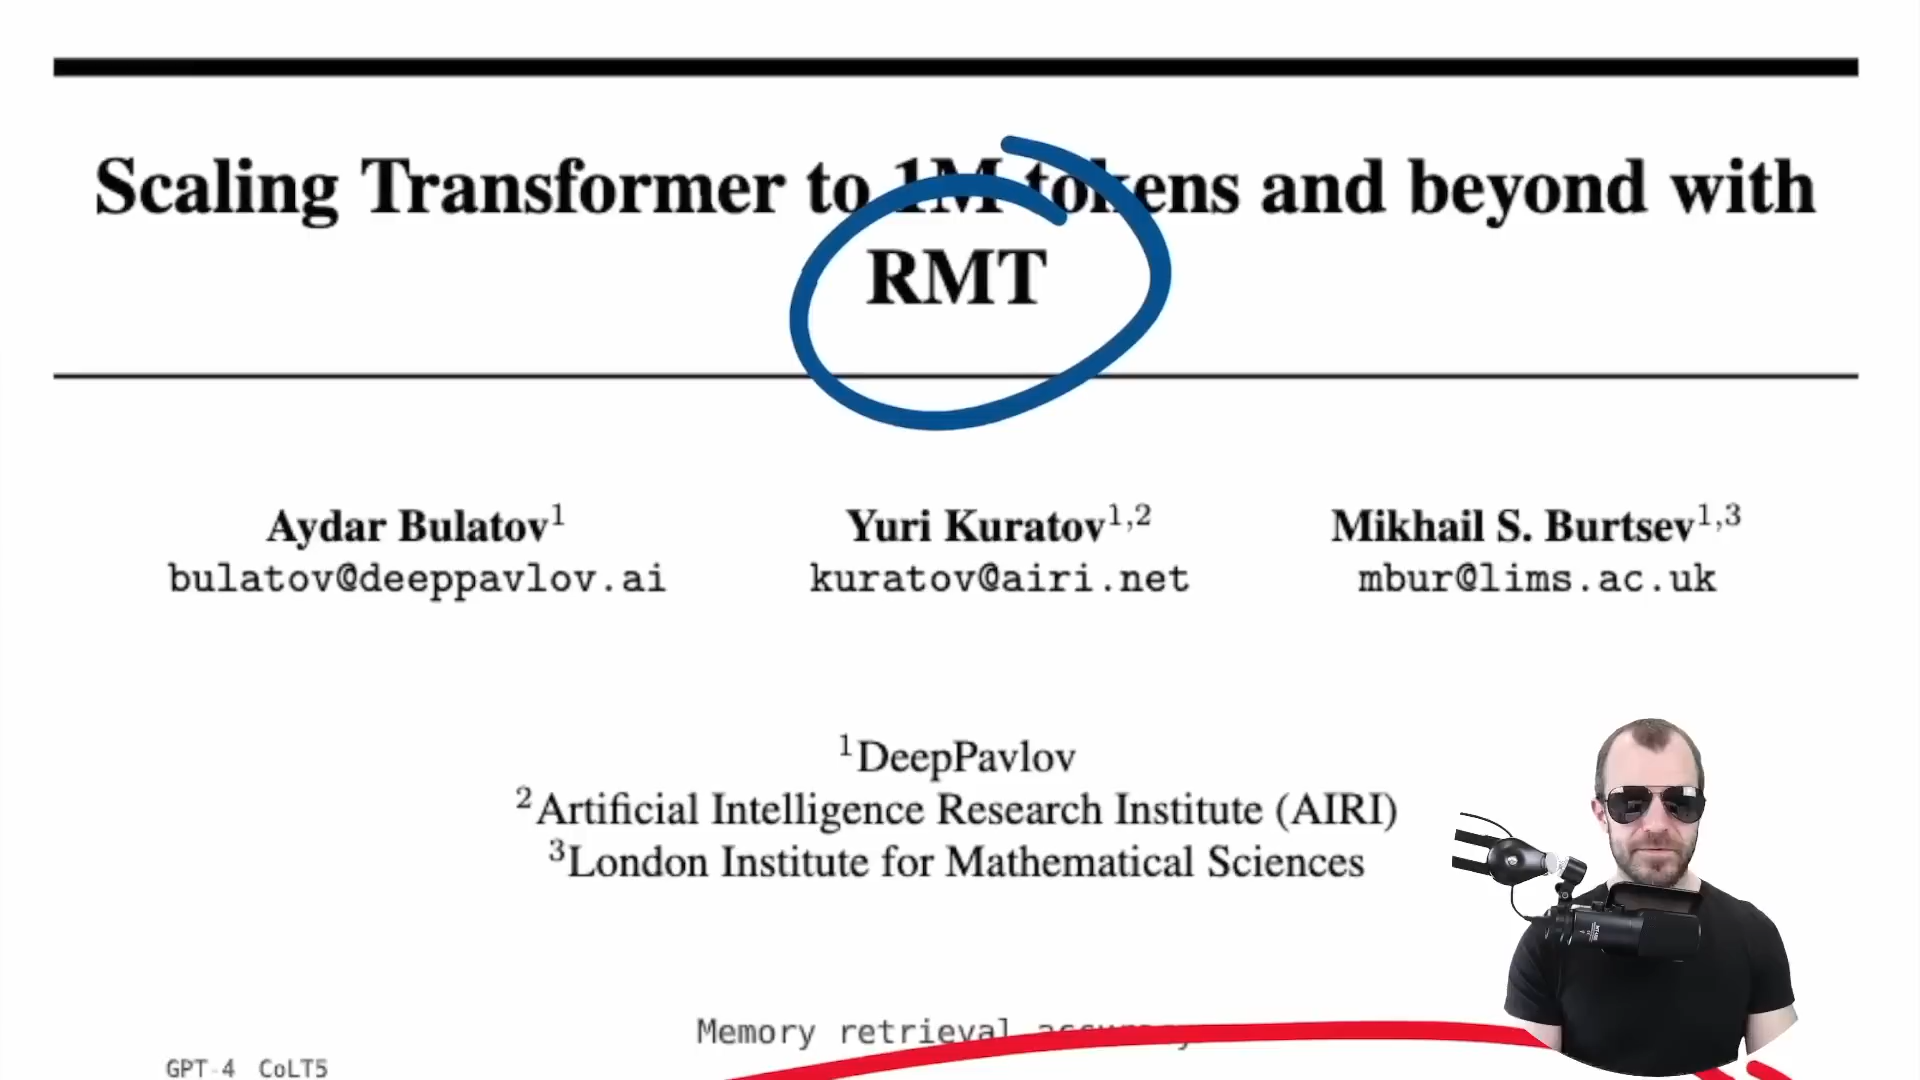 Scaling Transformer to 1M tokens and beyond with
RMT
Aydar Bulatov¹ Yuri Kuratov¹,² Mikhail S. Burtsev¹,³
bulatov@deeppavlov.ai kuratov@airi.net mbur@lims.ac.uk
¹DeepPavlov
²Artificial Intelligence Research Institute (AIRI)
³London Institute for Mathematical Sciences
Memory retrieval accuracy
GPT-4 CoLT5